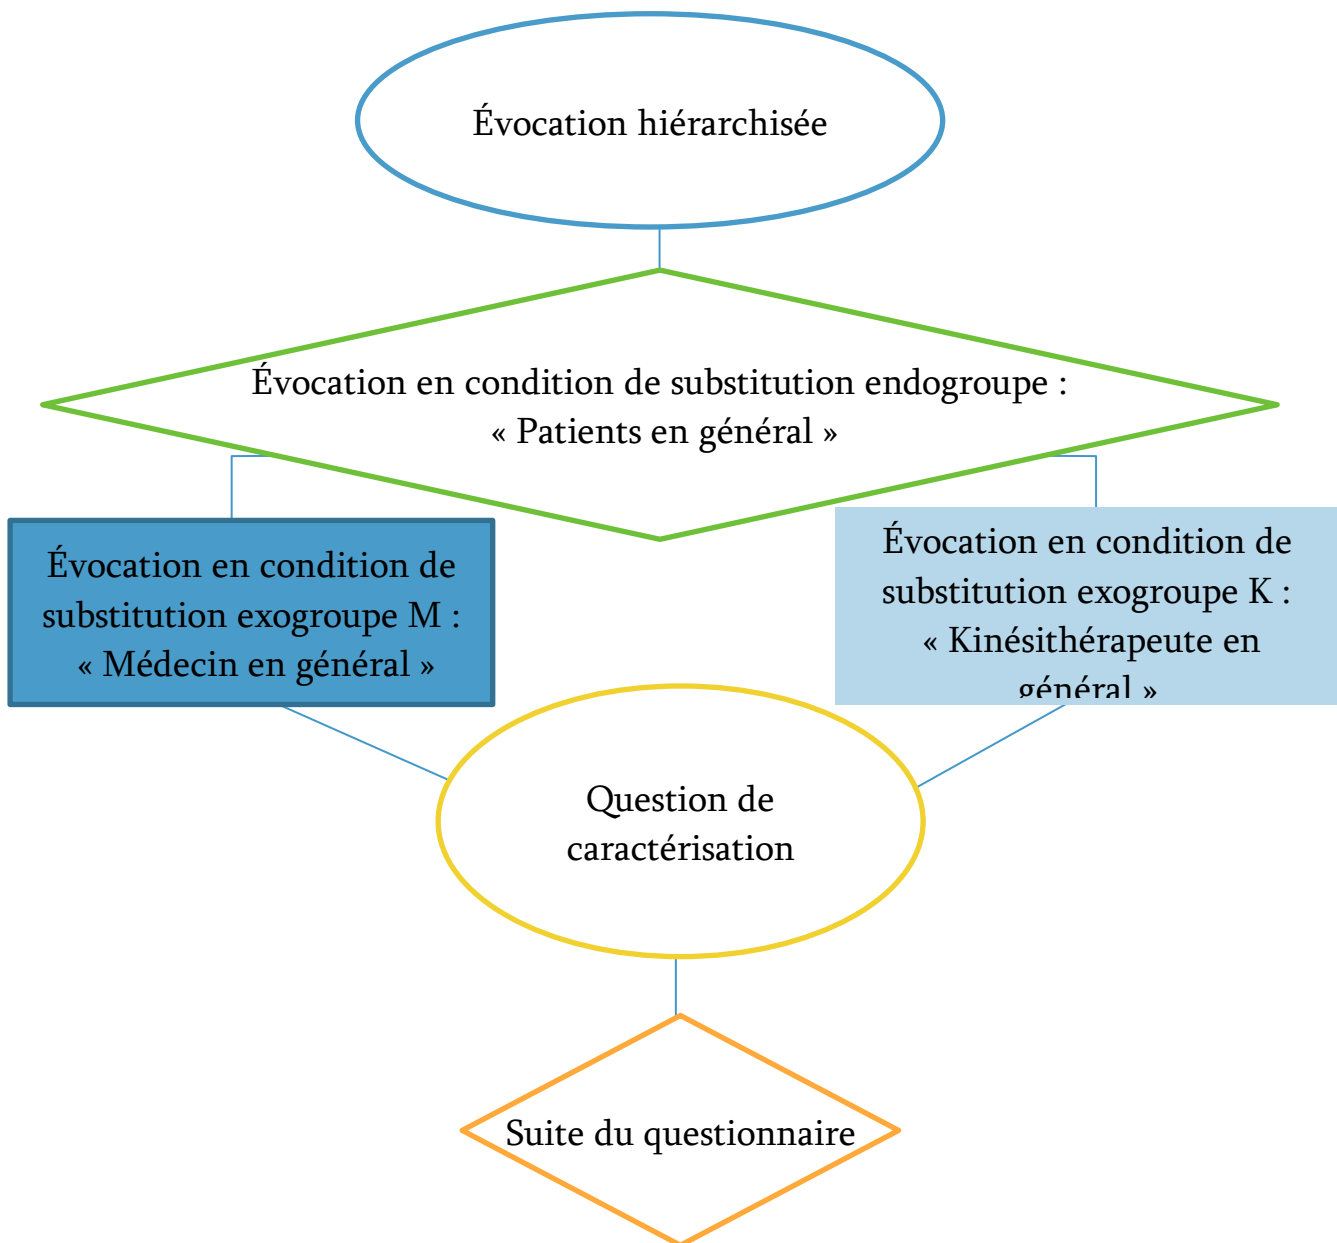 Évocation hiérarchisée
Évocation en condition de substitution endogroupe :
« Patients en général »
Évocation en condition de
substitution exogroupe M :
« Médecin en général »
Évocation en condition de
substitution exogroupe K :
« Kinésithérapeute en
général »
Question de
caractérisation
Suite du questionnaire